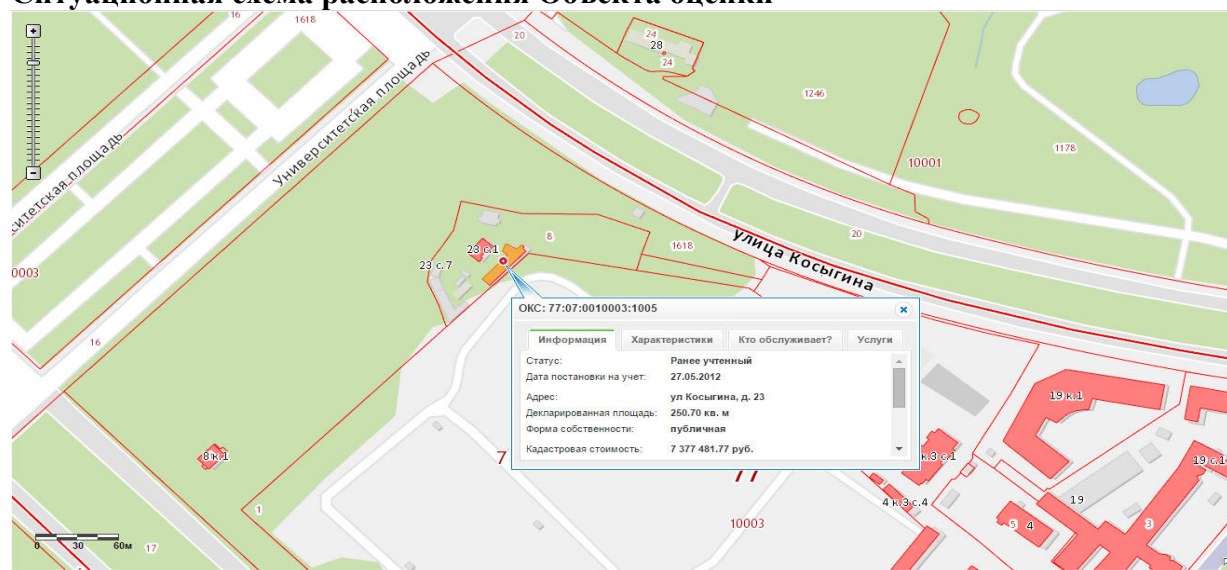 Ситуационная схема расположения Объекта оценки
16
1618
20
24
28
24
1246
Университетская площадь
1178
10001
8
1618
улица Косыгина
20
23 с.1
23 с.7
0003
16
ОКС: 77:07:0010003:1005
Информация Характеристики Кто обслуживает? Услуги
Статус: Ранее учтенный
Дата постановки на учет: 27.05.2012
Адрес: ул Косыгина, д. 23
Декларированная площадь: 250.70 кв. м
Форма собственности: публичная
Кадастровая стоимость: 7 377 481.77 руб.
19 к.1
8 к.1
7
77
к.3 с.1
19 с.1
4 к.3 с.4
19
1
10003
5
4
3
0 30 60м
17